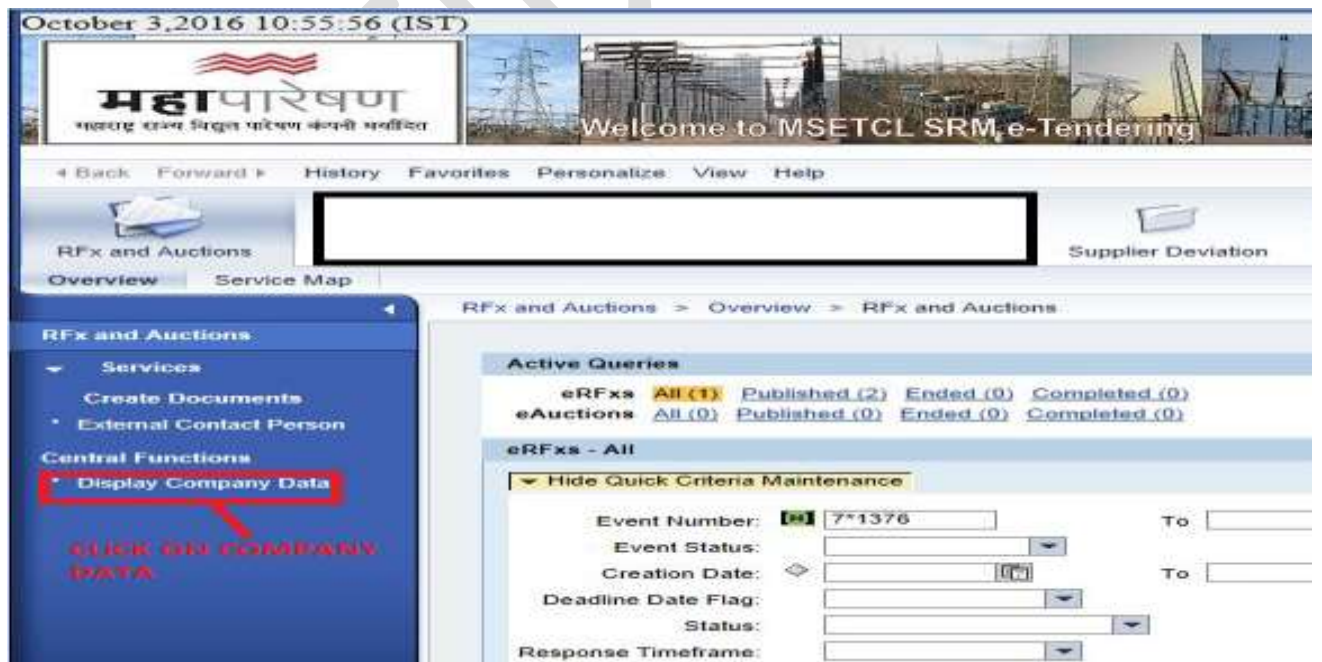 October 3,2016 10:55:56 (IST)
महापारेषण
महाराष्ट्र राज्य विद्युत पारेषण कंपनी मर्यादित
Welcome to MSETCL SRM e-Tendering
Back Forward History Favorites Personalize View Help
RFx and Auctions
Supplier Deviation
Overview Service Map
RFx and Auctions > Overview > RFx and Auctions
RFx and Auctions
Services
Create Documents
External Contact Person
Central Functions
Display Company Data
CLICK ON COMPANY
DATA
Active Queries
eRFxs All (1) Published (2) Ended (0) Completed (0)
eAuctions All (0) Published (0) Ended (0) Completed (0)
eRFxs - All
Hide Quick Criteria Maintenance
Event Number: 7*1376 To
Event Status:
Creation Date: To
Deadline Date Flag:
Status:
Response Timeframe: